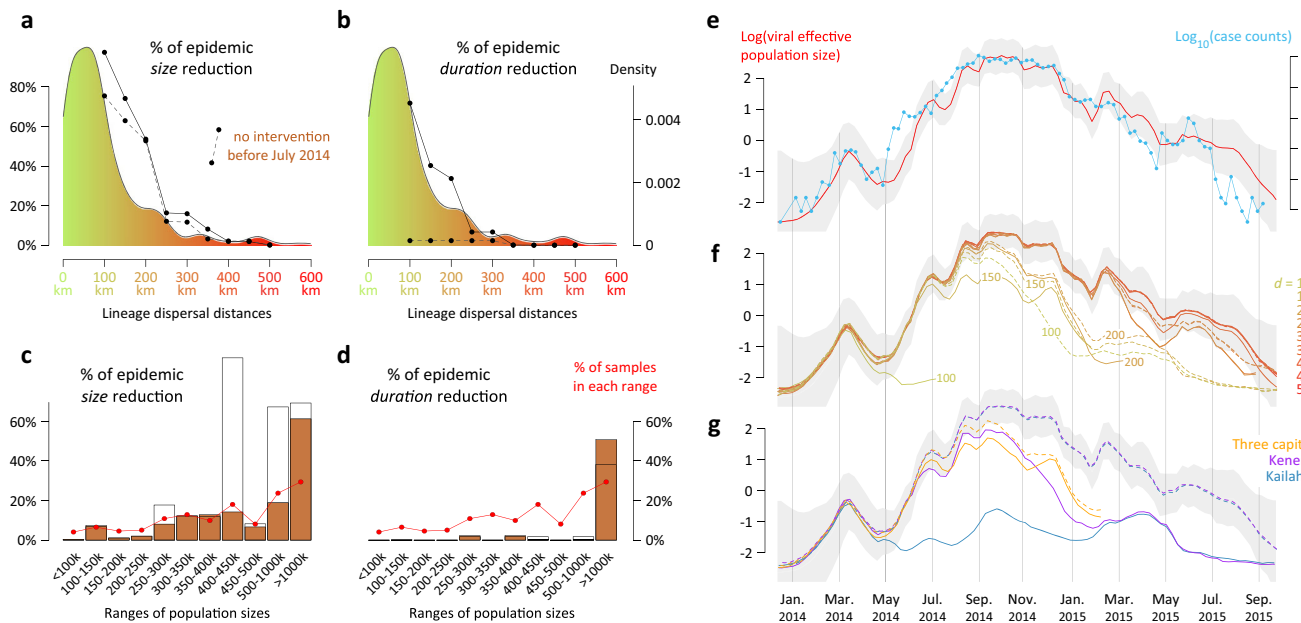 a
% of epidemic
size reduction
80%
60%
40%
20%
0%
no intervention
before July 2014
0 100 200 300 400 500 600
km km km km km km km
Lineage dispersal distances
b
% of epidemic
duration reduction
Density
0.004
0.002
0
0 100 200 300 400 500 600
km km km km km km km
Lineage dispersal distances
c
% of epidemic
size reduction
60%
40%
20%
0%
<100k
100-150k
150-200k
200-250k
250-300k
300-350k
350-400k
400-450k
450-500k
500-1000k
>1000k
Ranges of population sizes
d
% of epidemic
duration reduction
% of samples
in each range
60%
40%
20%
0%
<100k
100-150k
150-200k
200-250k
250-300k
300-350k
350-400k
400-450k
450-500k
500-1000k
>1000k
Ranges of population sizes
e
Log(viral effective
population size)
Log10(case counts)
2
1
0
-1
-2
f
2
1
0
-1
-2
150
150
100
200
200
100
d = 1
g
2
1
0
-1
-2
Three capit
Kene
Kailah
Jan. Mar. May Jul. Sep. Nov. Jan. Mar. May Jul. Sep.
2014 2014 2014 2014 2014 2014 2015 2015 2015 2015 2015